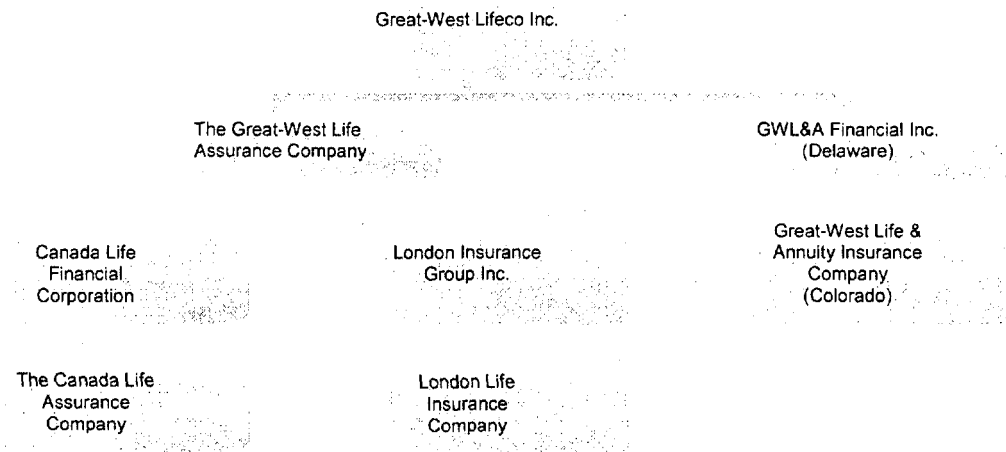 Great-West Lifeco Inc.
The Great-West Life
Assurance Company
GWL&A Financial Inc.
(Delaware)
Canada Life
Financial
Corporation
London Insurance
Group Inc.
Great-West Life &
Annuity Insurance
Company
(Colorado)
The Canada Life
Assurance
Company
London Life
Insurance
Company